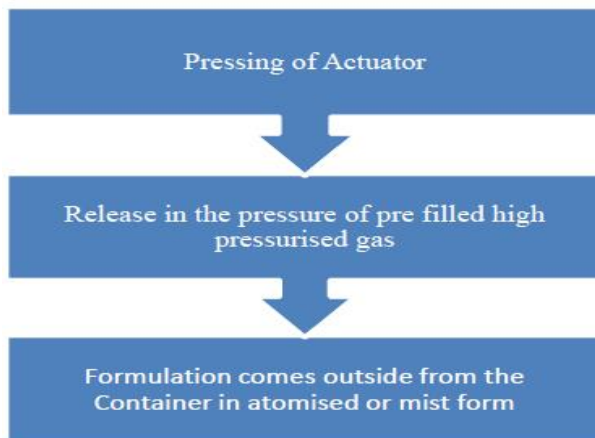 Pressing of Actuator
Release in the pressure of pre filled high
pressurised gas
Formulation comes outside from the
Container in atomised or mist form